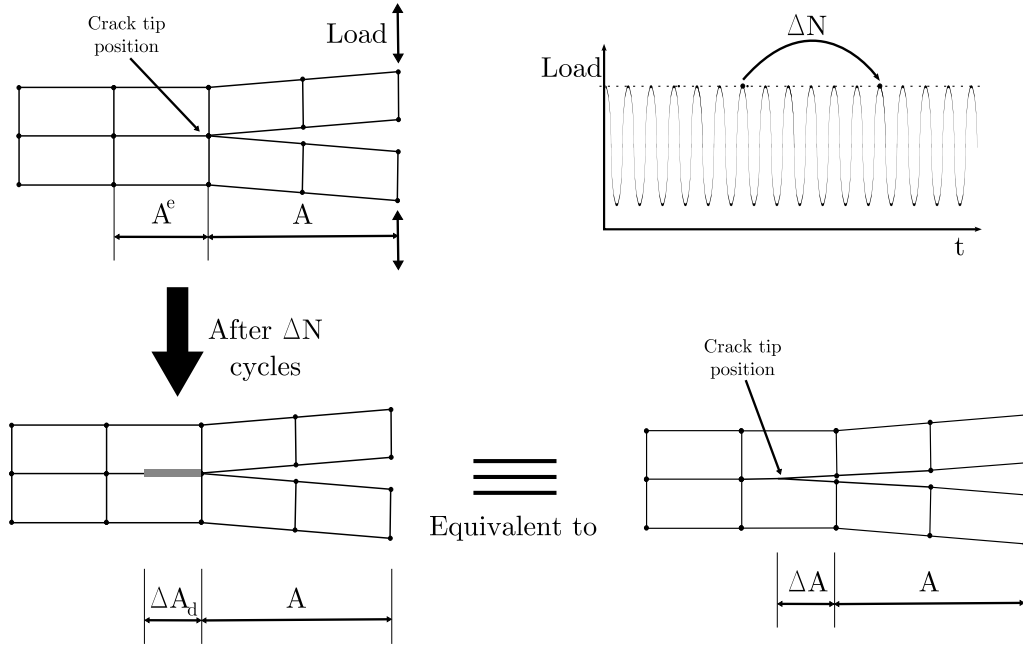 Crack tip
position
Load
A^e
A
Load
ΔN
t
After ΔN
cycles
ΔA_d
A
Equivalent to
Crack tip
position
ΔA
A